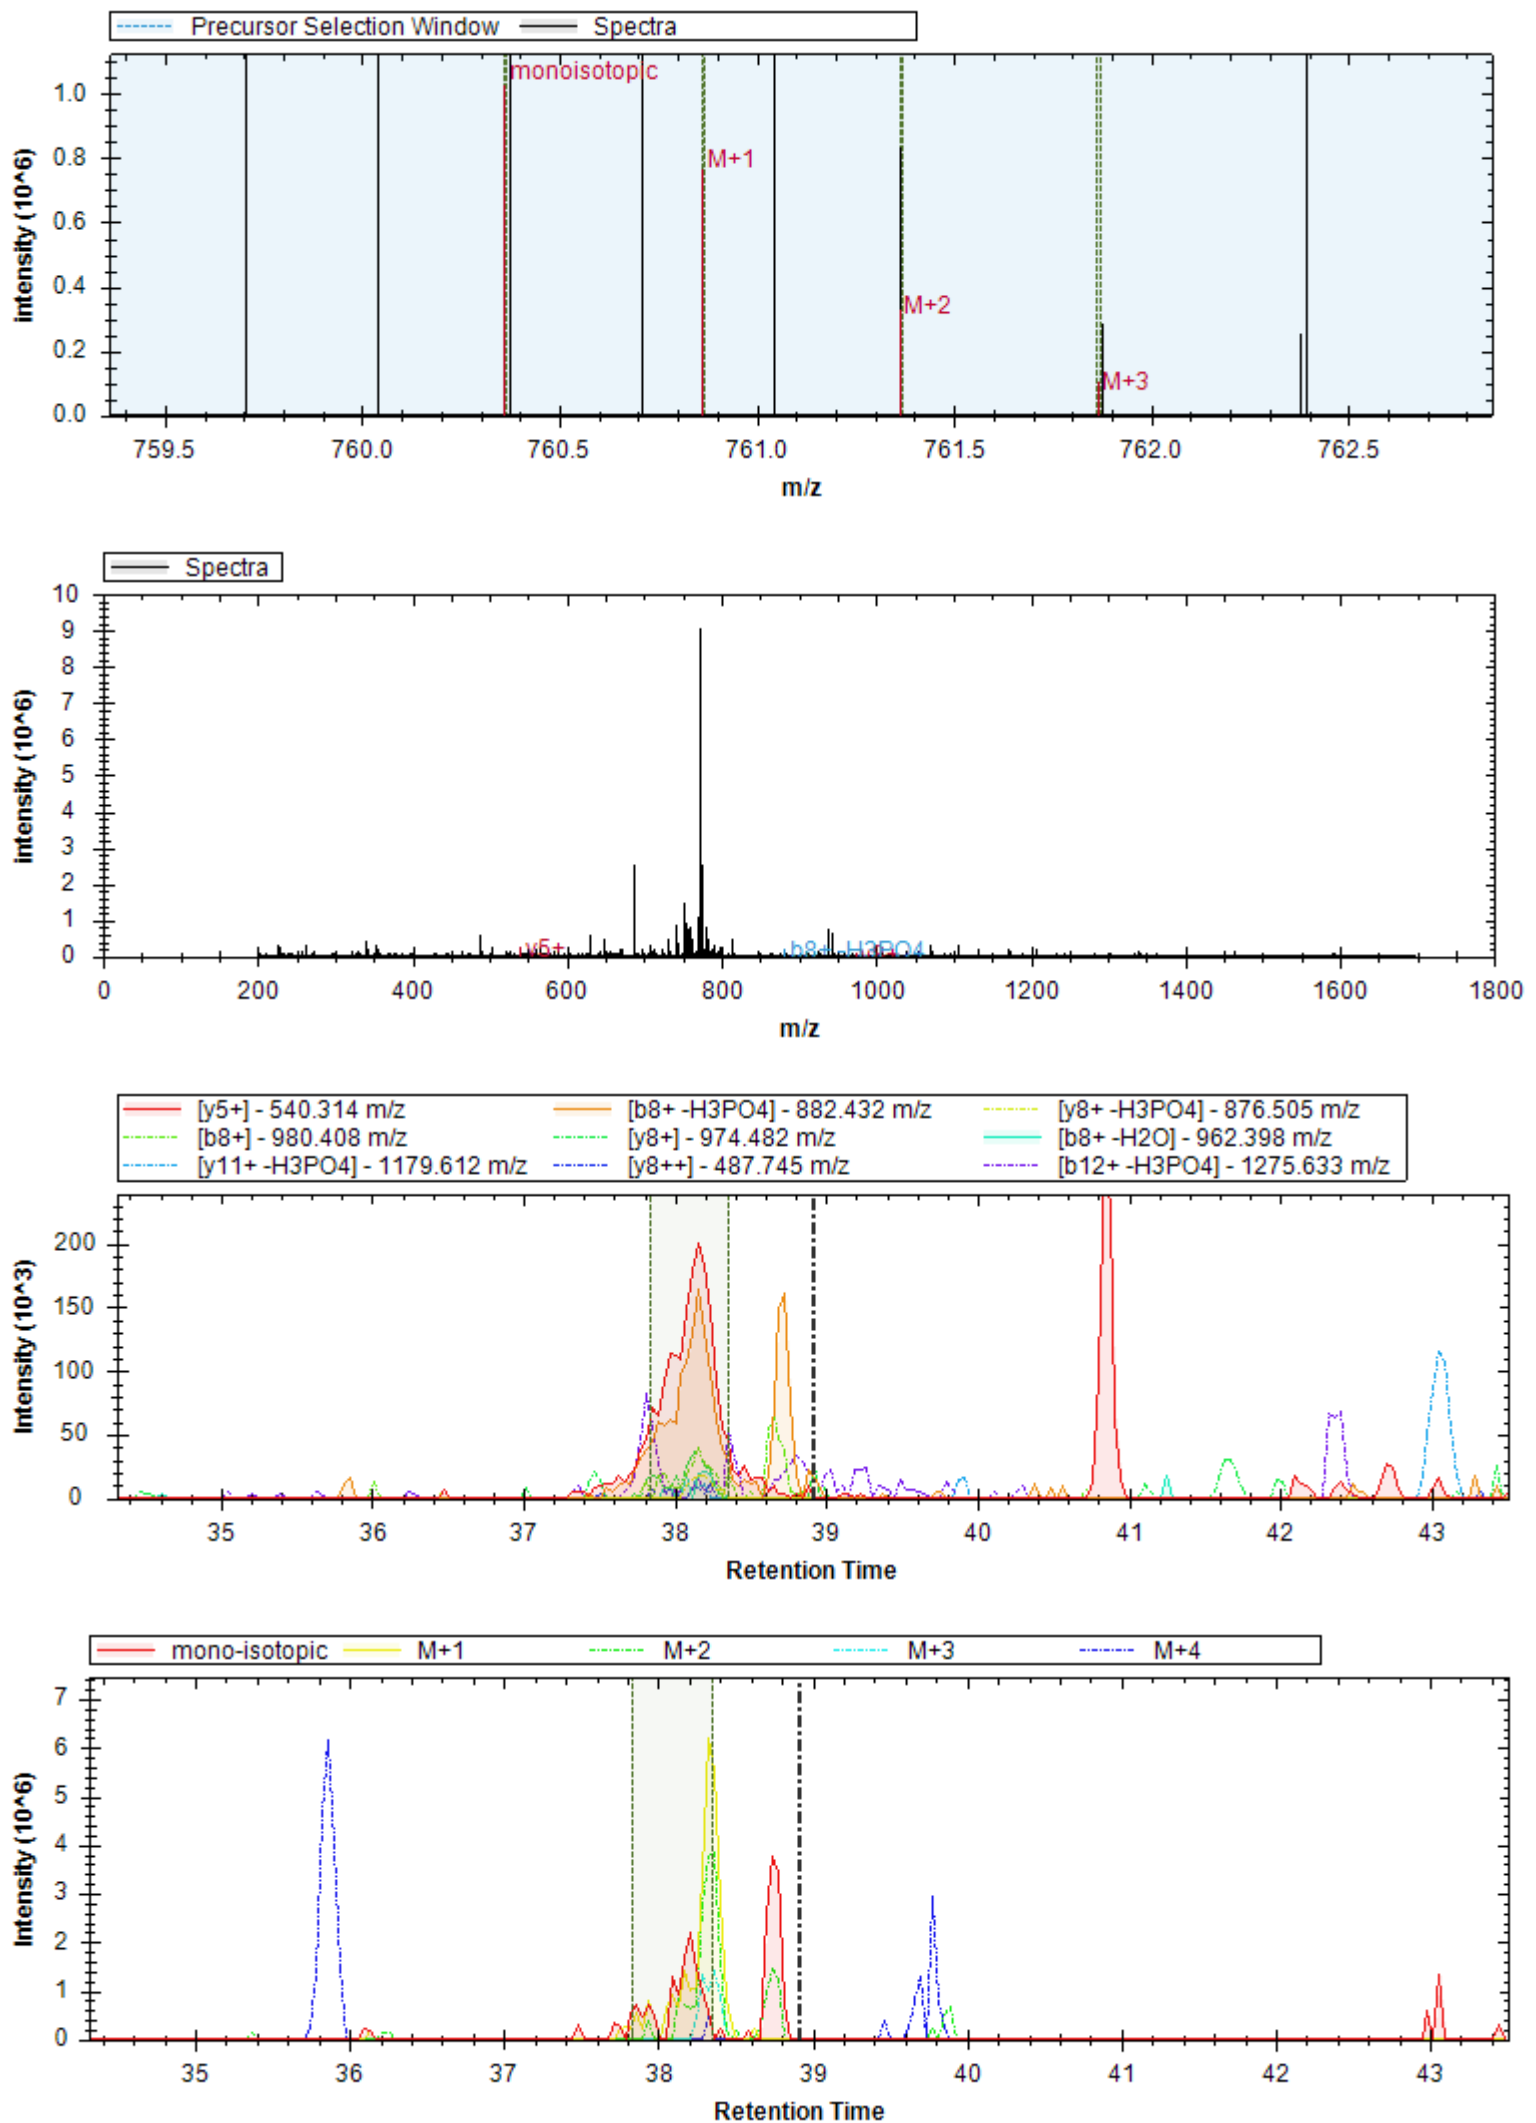 Precursor Selection Window Spectra
monoisotopic
M+1
M+2
M+3
1.0
0.8
0.6
0.4
0.2
0.0
intensity (10^6)
759.5 760.0 760.5 761.0 761.5 762.0 762.5
m/z
Spectra
10
9
8
7
6
5
4
3
2
1
0
intensity (10^6)
y5+ b8+ -H3PO4
0 200 400 600 800 1000 1200 1400 1600 1800
m/z
[y5+] - 540.314 m/z [b8+ -H3PO4] - 882.432 m/z [y8+ -H3PO4] - 876.505 m/z
[b8+] - 980.408 m/z [y8+] - 974.482 m/z [b8+ -H2O] - 962.398 m/z
[y11+ -H3PO4] - 1179.612 m/z [y8++] - 487.745 m/z [b12+ -H3PO4] - 1275.633 m/z
200
150
100
50
0
Intensity (10^3)
35 36 37 38 39 40 41 42 43
Retention Time
mono-isotopic M+1 M+2 M+3 M+4
7
6
5
4
3
2
1
0
Intensity (10^6)
35 36 37 38 39 40 41 42 43
Retention Time